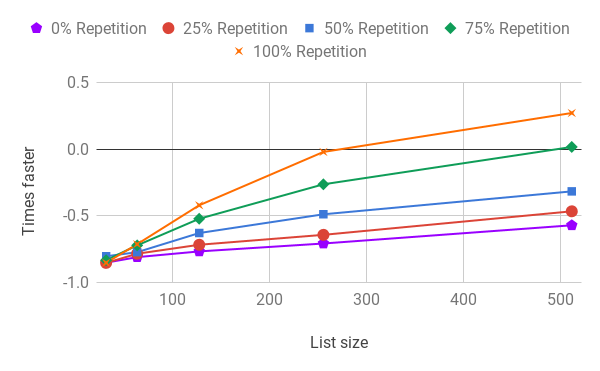 0% Repetition 25% Repetition 50% Repetition 75% Repetition
100% Repetition
0.5
0.0
-0.5
-1.0
Times faster
100 200 300 400 500
List size